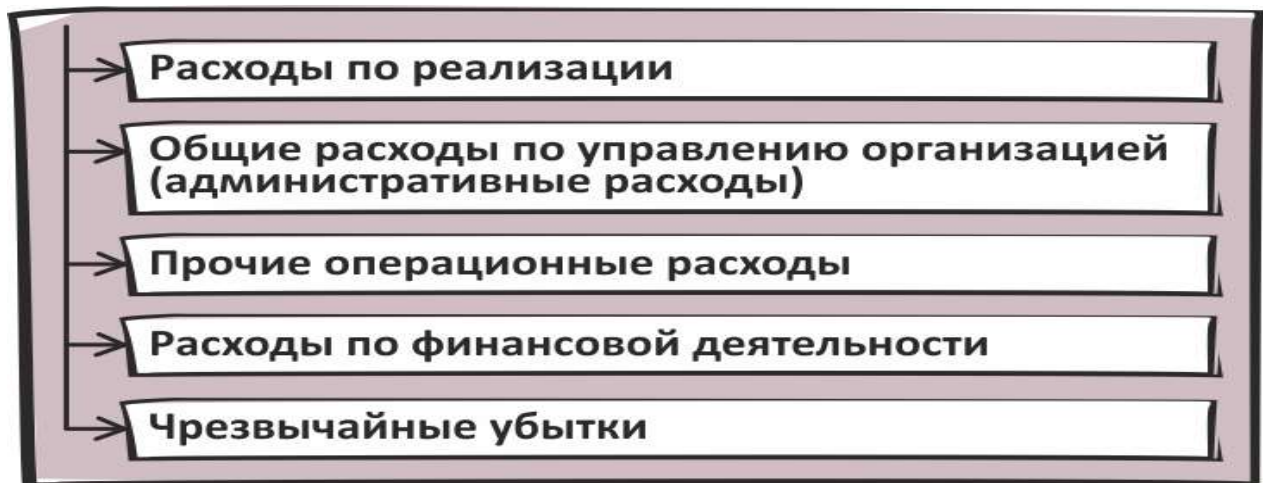 Расходы по реализации
Общие расходы по управлению организацией
(административные расходы)
Прочие операционные расходы
Расходы по финансовой деятельности
Чрезвычайные убытки